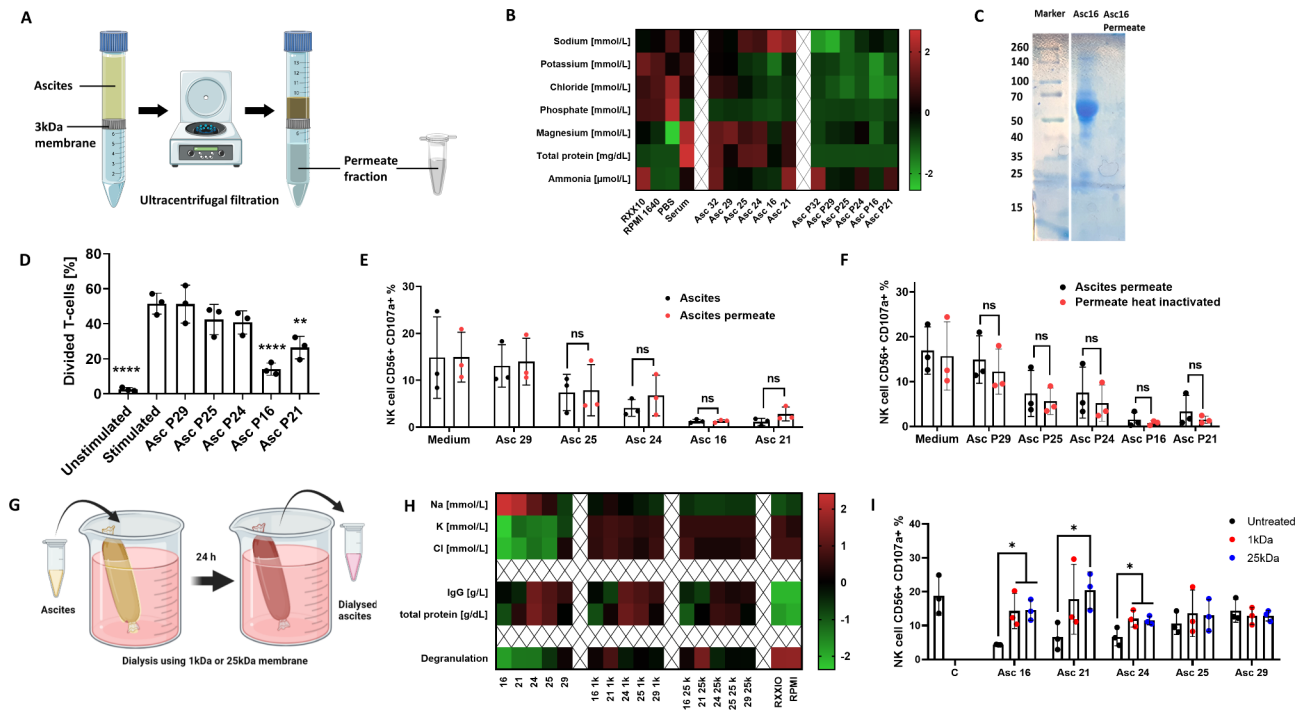 A
Ascites
3kDa
membrane
Permeate
fraction
Ultracentrifugal filtration
B
Sodium [mmol/L]
Potassium [mmol/L]
Chloride [mmol/L]
Phosphate [mmol/L]
Magnesium [mmol/L]
Total protein [mg/dL]
Ammonia [µmol/L]
2
0
-2
RXX10
RPMI 1640
PBS
Serum
Asc 32
Asc 29
Asc 25
Asc 24
Asc 16
Asc 21
Asc P32
Asc P29
Asc P25
Asc P24
Asc P16
Asc P21
C
Marker
Asc16
Asc16
Permeate
260
140
100
70
50
40
35
25
15
D
Divided T-cells [%]
80
60
40
20
0
****
****
**
Unstimulated
Stimulated
Asc P29
Asc P25
Asc P24
Asc P16
Asc P21
E
NK cell CD56+ CD107a+ %
30
20
10
0
Ascites
Ascites permeate
ns
ns
ns
ns
Medium
Asc 29
Asc 25
Asc 24
Asc 16
Asc 21
F
NK cell CD56+ CD107a+ %
30
20
10
0
Ascites permeate
Permeate heat inactivated
ns
ns
ns
ns
ns
Medium
Asc P29
Asc P25
Asc P24
Asc P16
Asc P21
G
24 h
Ascites
Dialysed
ascites
Dialysis using 1kDa or 25kDa membrane
H
Na [mmol/L]
K [mmol/L]
Cl [mmol/L]
IgG [g/L]
total protein [g/dL]
Degranulation
2
1
0
-1
-2
16
21
24
25
29
16 1k
21 1k
24 1k
25 1k
29 1k
16 25 k
21 25k
24 25k
25 25 k
29 25k
RXXIO
RPMI
I
NK cell CD56+ CD107a+ %
40
30
20
10
0
Untreated
1kDa
25kDa
*
*
*
C
Asc 16
Asc 21
Asc 24
Asc 25
Asc 29